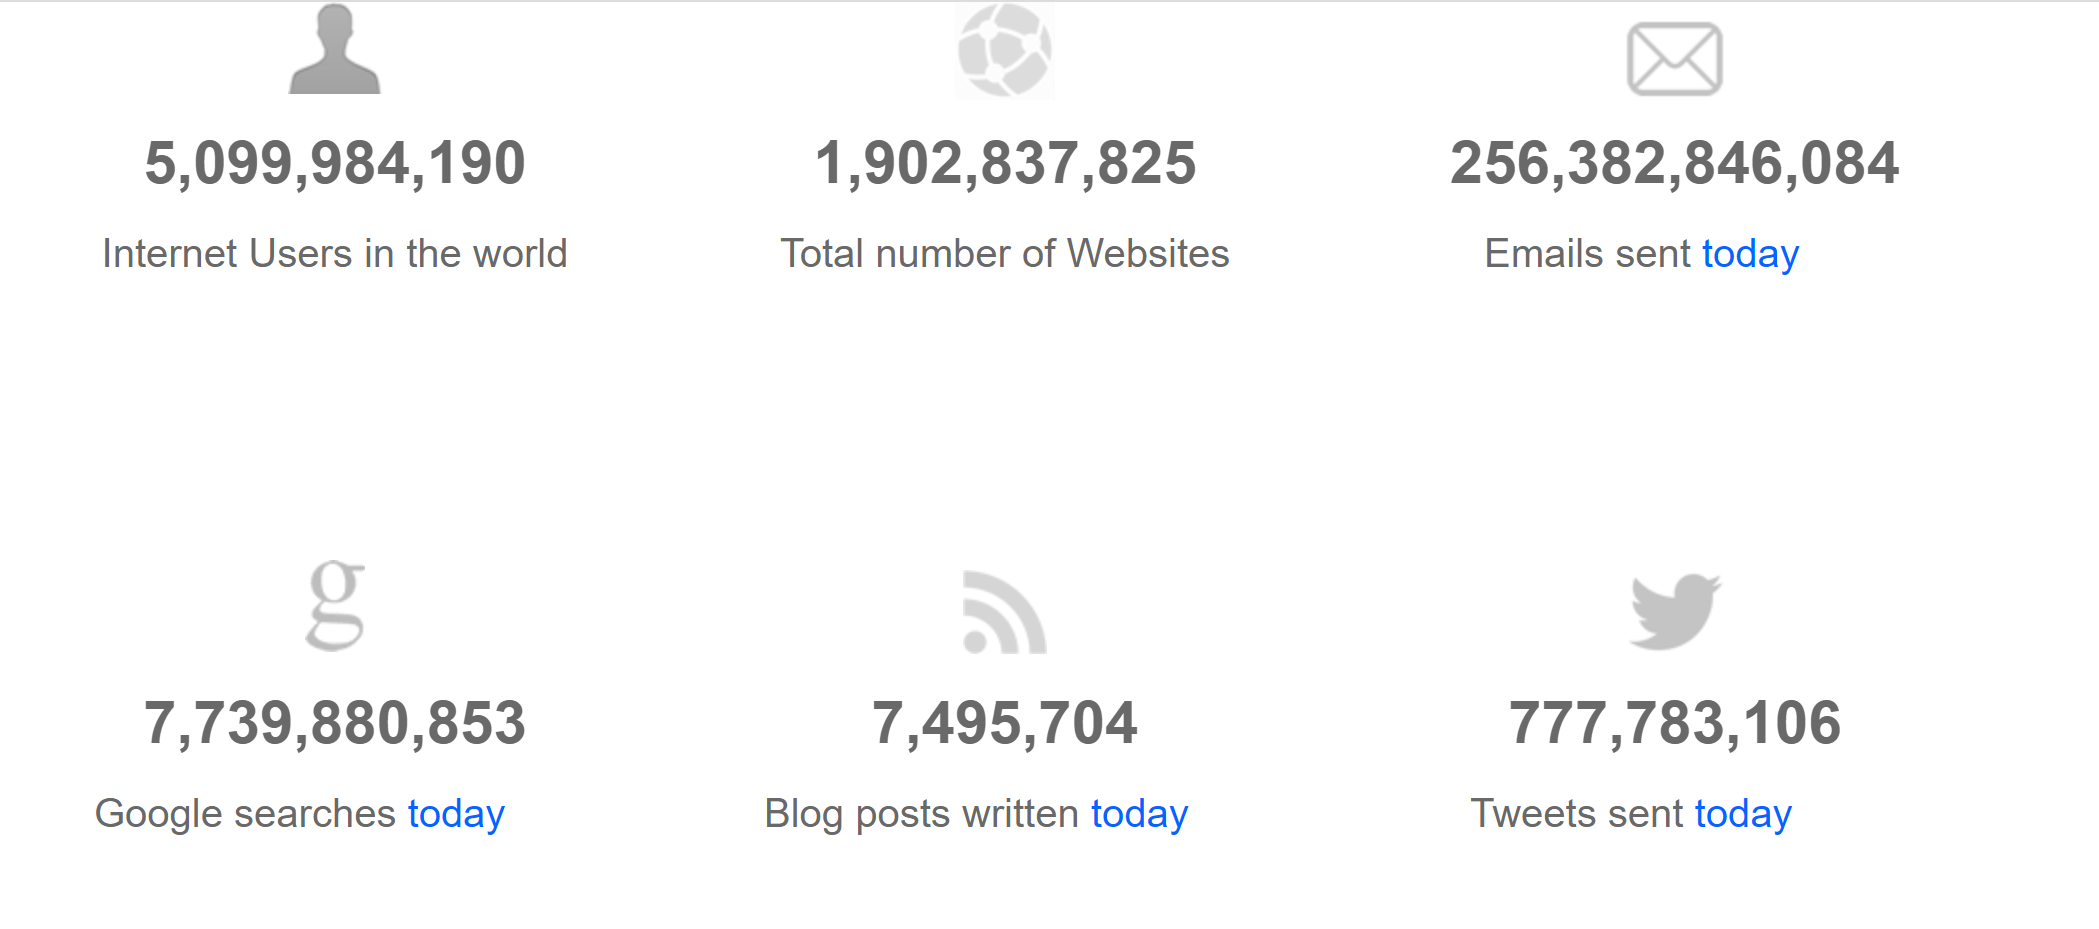 5,099,984,190
Internet Users in the world
1,902,837,825
Total number of Websites
256,382,846,084
Emails sent today
g
7,739,880,853
Google searches today
7,495,704
Blog posts written today
777,783,106
Tweets sent today